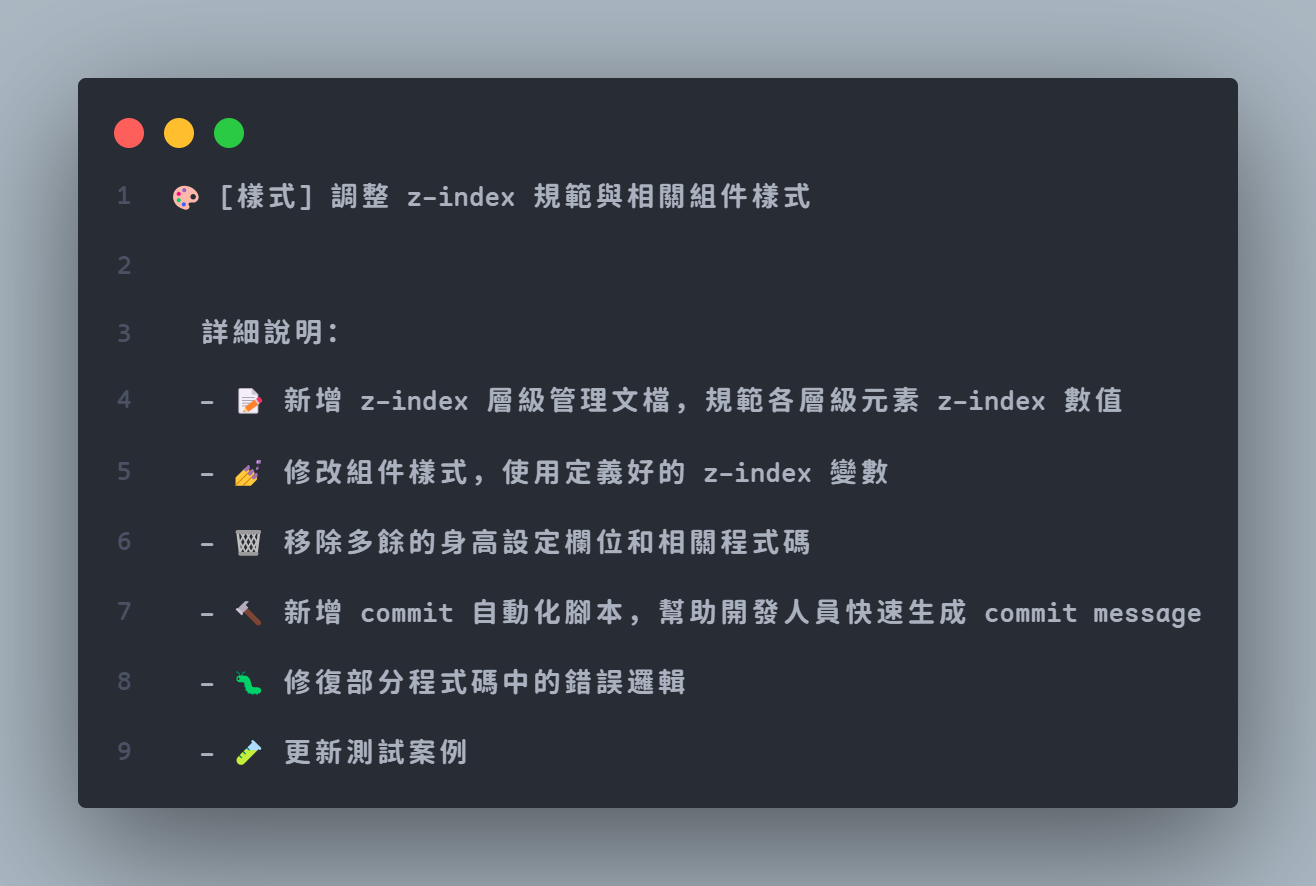 1 🎨 [樣式] 調整 z-index 規範與相關組件樣式
2
3 詳細說明：
4 - 📝 新增 z-index 層級管理文檔，規範各層級元素 z-index 數值
5 - 💅 修改組件樣式，使用定義好的 z-index 變數
6 - 🗑️ 移除多餘的身高設定欄位和相關程式碼
7 - 🔨 新增 commit 自動化腳本，幫助開發人員快速生成 commit message
8 - 🐛 修復部分程式碼中的錯誤邏輯
9 - 🧪 更新測試案例